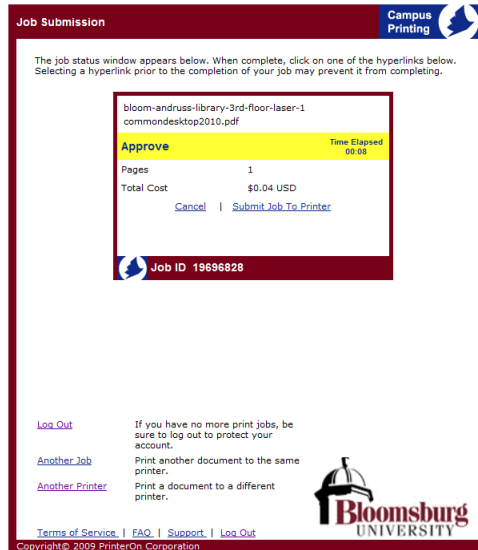 Job Submission
Campus
Printing
The job status window appears below. When complete, click on one of the hyperlinks below.
Selecting a hyperlink prior to the completion of your job may prevent it from completing.
bloom-andruss-library-3rd-floor-laser-1
commondesktop2010.pdf
Approve
Time Elapsed
00:08
Pages 1
Total Cost $0.04 USD
Cancel | Submit Job To Printer
Job ID 19696828
Log Out If you have no more print jobs, be
sure to log out to protect your
account.
Another Job Print another document to the same
printer.
Another Printer Print a document to a different
printer.
Bloomsburg
UNIVERSITY
Terms of Service | FAQ | Support | Log Out
Copyright© 2009 PrinterOn Corporation